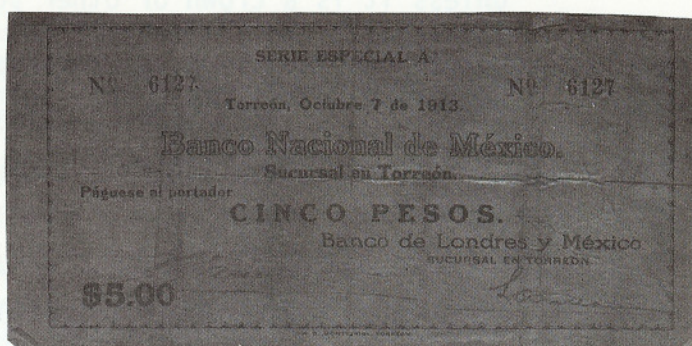 SERIE ESPECIAL A.
Nº 6127 Nº 6127
Torreón, Octubre 7 de 1913.
Banco Nacional de México.
Sucursal en Torreón.
Páguese al portador
CINCO PESOS.
Banco de Londres y México
SUCURSAL EN TORREÓN
$5.00